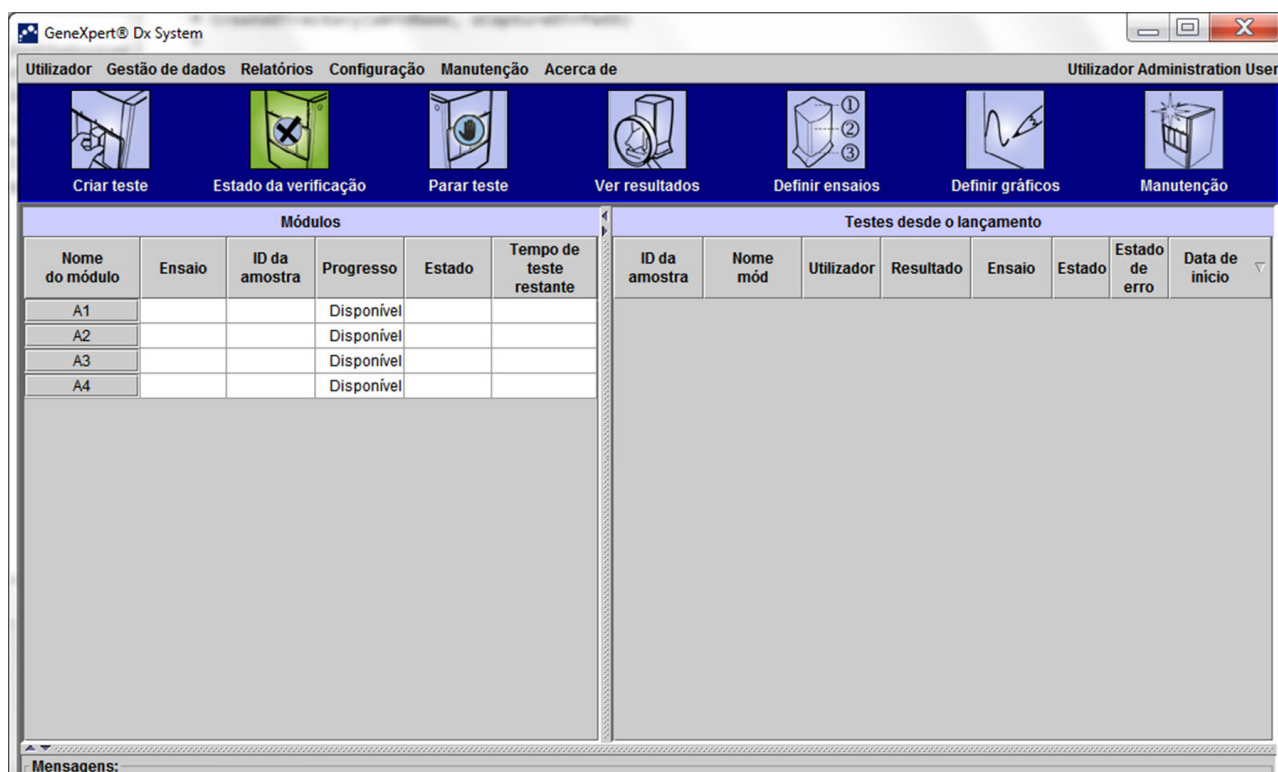 GeneXpert® Dx System
Utilizador Gestão de dados Relatórios Configuração Manutenção Acerca de Utilizador Administration User
① ② ③
Criar teste Estado da verificação Parar teste Ver resultados Definir ensaios Definir gráficos Manutenção
Módulos
Nome do módulo Ensaio ID da amostra Progresso Estado Tempo de teste restante
A1 Disponível
A2 Disponível
A3 Disponível
A4 Disponível
Testes desde o lançamento
ID da amostra Nome mód Utilizador Resultado Ensaio Estado Estado de erro Data de início
Mensagens: